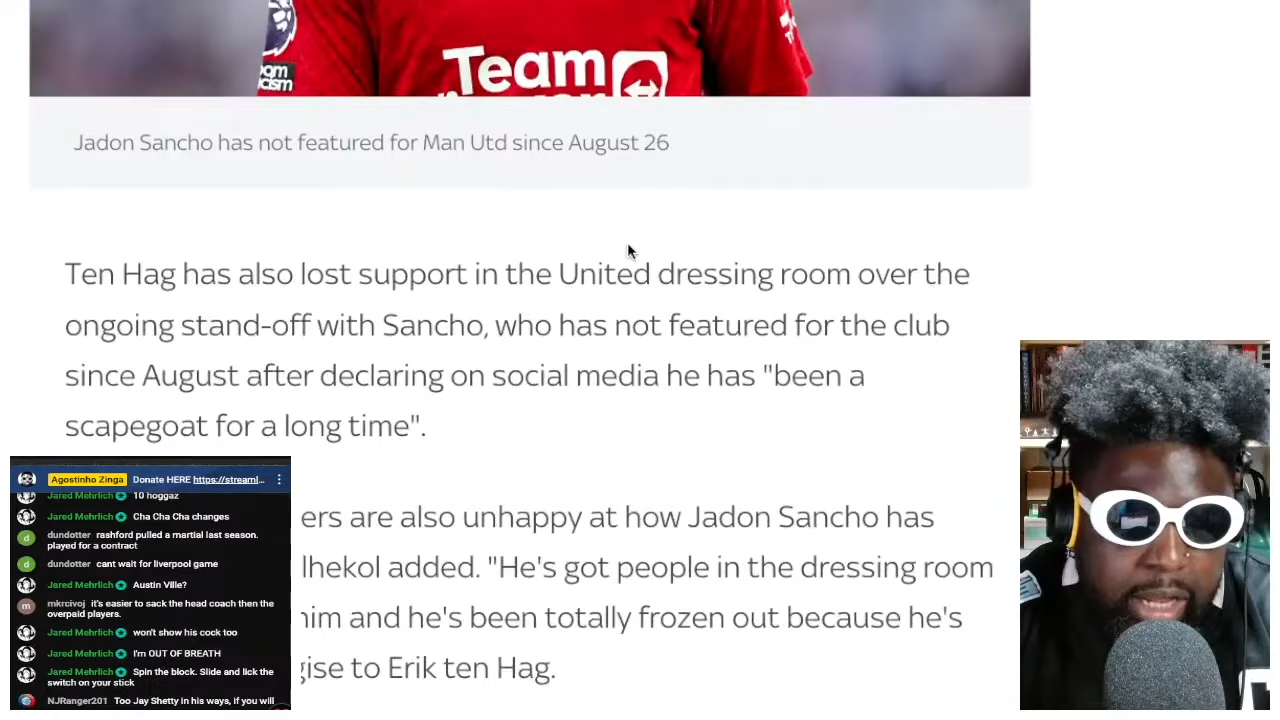 Team
om
cism
Jadon Sancho has not featured for Man Utd since August 26
Ten Hag has also lost support in the United dressing room over the
ongoing stand-off with Sancho, who has not featured for the club
since August after declaring on social media he has "been a
scapegoat for a long time".
ers are also unhappy at how Jadon Sancho has
lhekol added. "He's got people in the dressing room
him and he's been totally frozen out because he's
gise to Erik ten Hag.
Agostinho Zinga Donate HERE https://streaml...
Jared Mehrlich 10 hoggaz
Jared Mehrlich Cha Cha Cha changes
d dundotter rashford pulled a martial last season.
played for a contract
d dundotter cant wait for liverpool game
Jared Mehrlich Austin Ville?
m mkrcivoj it's easier to sack the head coach then the
overpaid players.
Jared Mehrlich won't show his cock too
Jared Mehrlich I'm OUT OF BREATH
Jared Mehrlich Spin the block. Slide and lick the
switch on your stick
NJRanger201 Too Jay Shetty in his ways, if you will